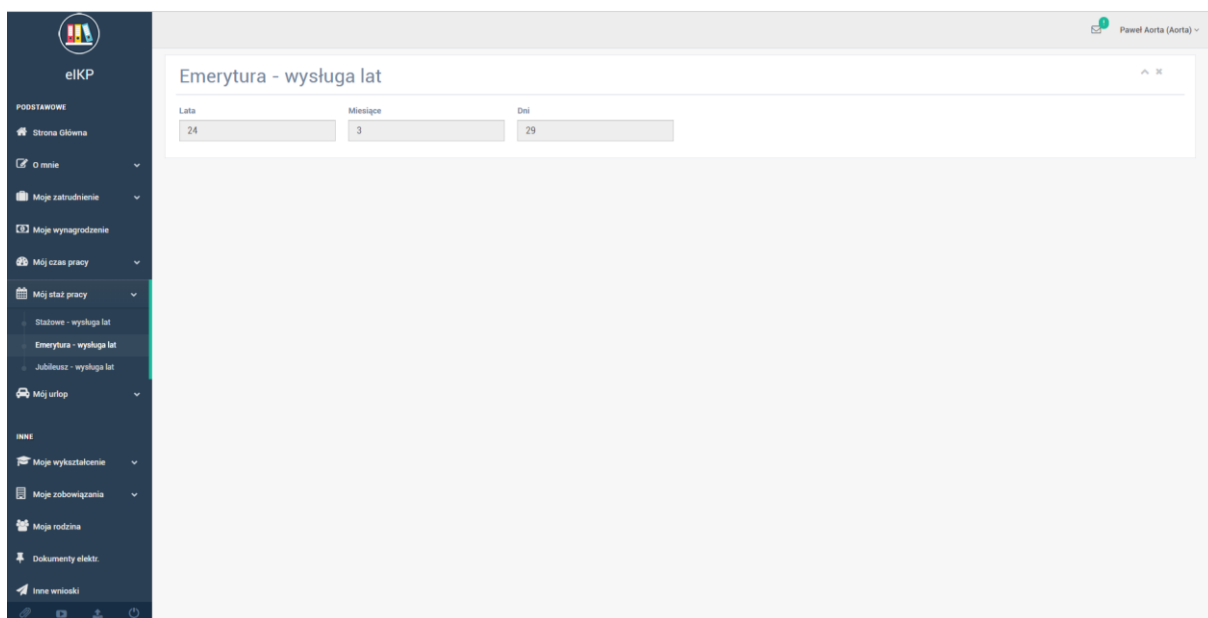 eIKP
PODSTAWOWE
Strona Główna
O mnie
Moje zatrudnienie
Moje wynagrodzenie
Mój czas pracy
Mój staż pracy
Stażowe - wysługa lat
Emerytura - wysługa lat
Jubileusz - wysługa lat
Mój urlop
INNE
Moje wykształcenie
Moje zobowiązania
Moja rodzina
Dokumenty elektr.
Inne wnioski
Paweł Aorta (Aorta)
Emerytura - wysługa lat
Lata Miesiące Dni
24 3 29